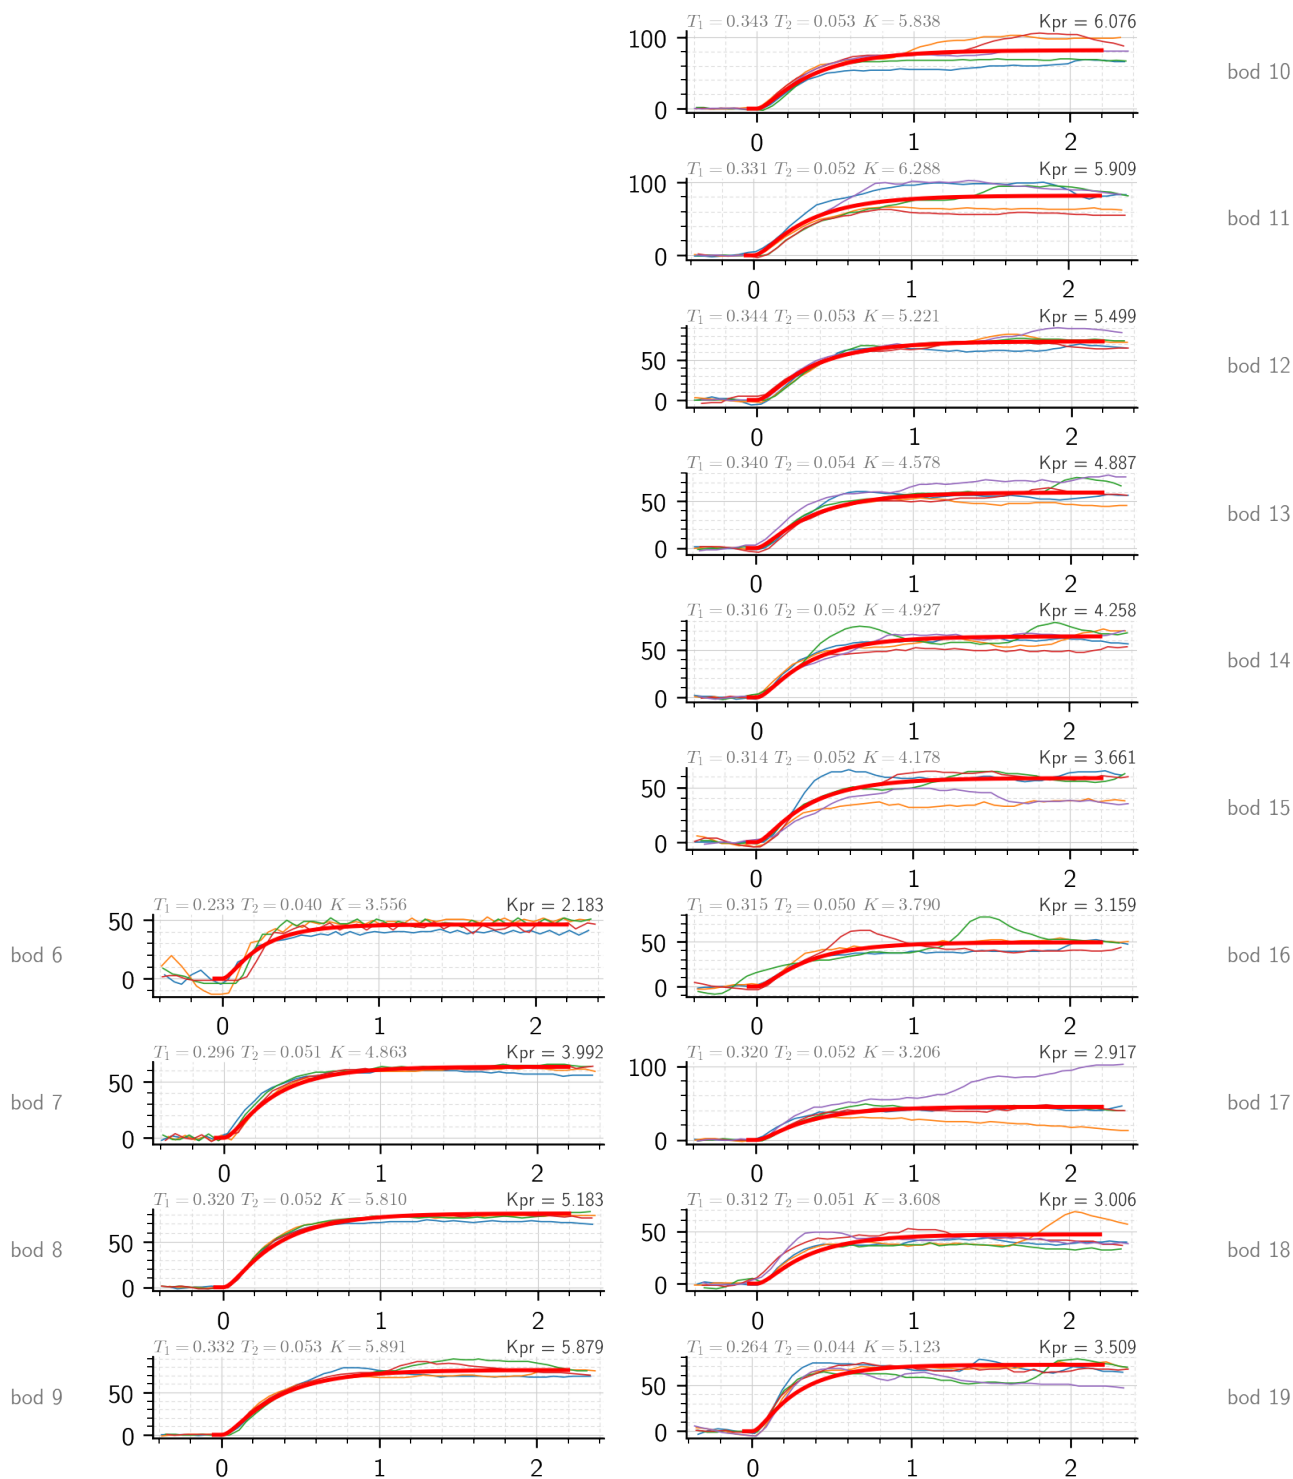 T₁ = 0.343 T₂ = 0.053 K = 5.838 Kpr = 6.076
100
0
0 1 2
bod 10
T₁ = 0.331 T₂ = 0.052 K = 6.288 Kpr = 5.909
100
0
0 1 2
bod 11
T₁ = 0.344 T₂ = 0.053 K = 5.221 Kpr = 5.499
50
0
0 1 2
bod 12
T₁ = 0.340 T₂ = 0.054 K = 4.578 Kpr = 4.887
50
0
0 1 2
bod 13
T₁ = 0.316 T₂ = 0.052 K = 4.927 Kpr = 4.258
50
0
0 1 2
bod 14
T₁ = 0.314 T₂ = 0.052 K = 4.178 Kpr = 3.661
50
0
0 1 2
bod 15
T₁ = 0.233 T₂ = 0.040 K = 3.556 Kpr = 2.183
50
0
0 1 2
bod 6
T₁ = 0.315 T₂ = 0.050 K = 3.790 Kpr = 3.159
50
0
0 1 2
bod 16
T₁ = 0.296 T₂ = 0.051 K = 4.863 Kpr = 3.992
50
0
0 1 2
bod 7
T₁ = 0.320 T₂ = 0.052 K = 3.206 Kpr = 2.917
100
0
0 1 2
bod 17
T₁ = 0.320 T₂ = 0.052 K = 5.810 Kpr = 5.183
50
0
0 1 2
bod 8
T₁ = 0.312 T₂ = 0.051 K = 3.608 Kpr = 3.006
50
0
0 1 2
bod 18
T₁ = 0.332 T₂ = 0.053 K = 5.891 Kpr = 5.879
50
0
0 1 2
bod 9
T₁ = 0.264 T₂ = 0.044 K = 5.123 Kpr = 3.509
50
0
0 1 2
bod 19